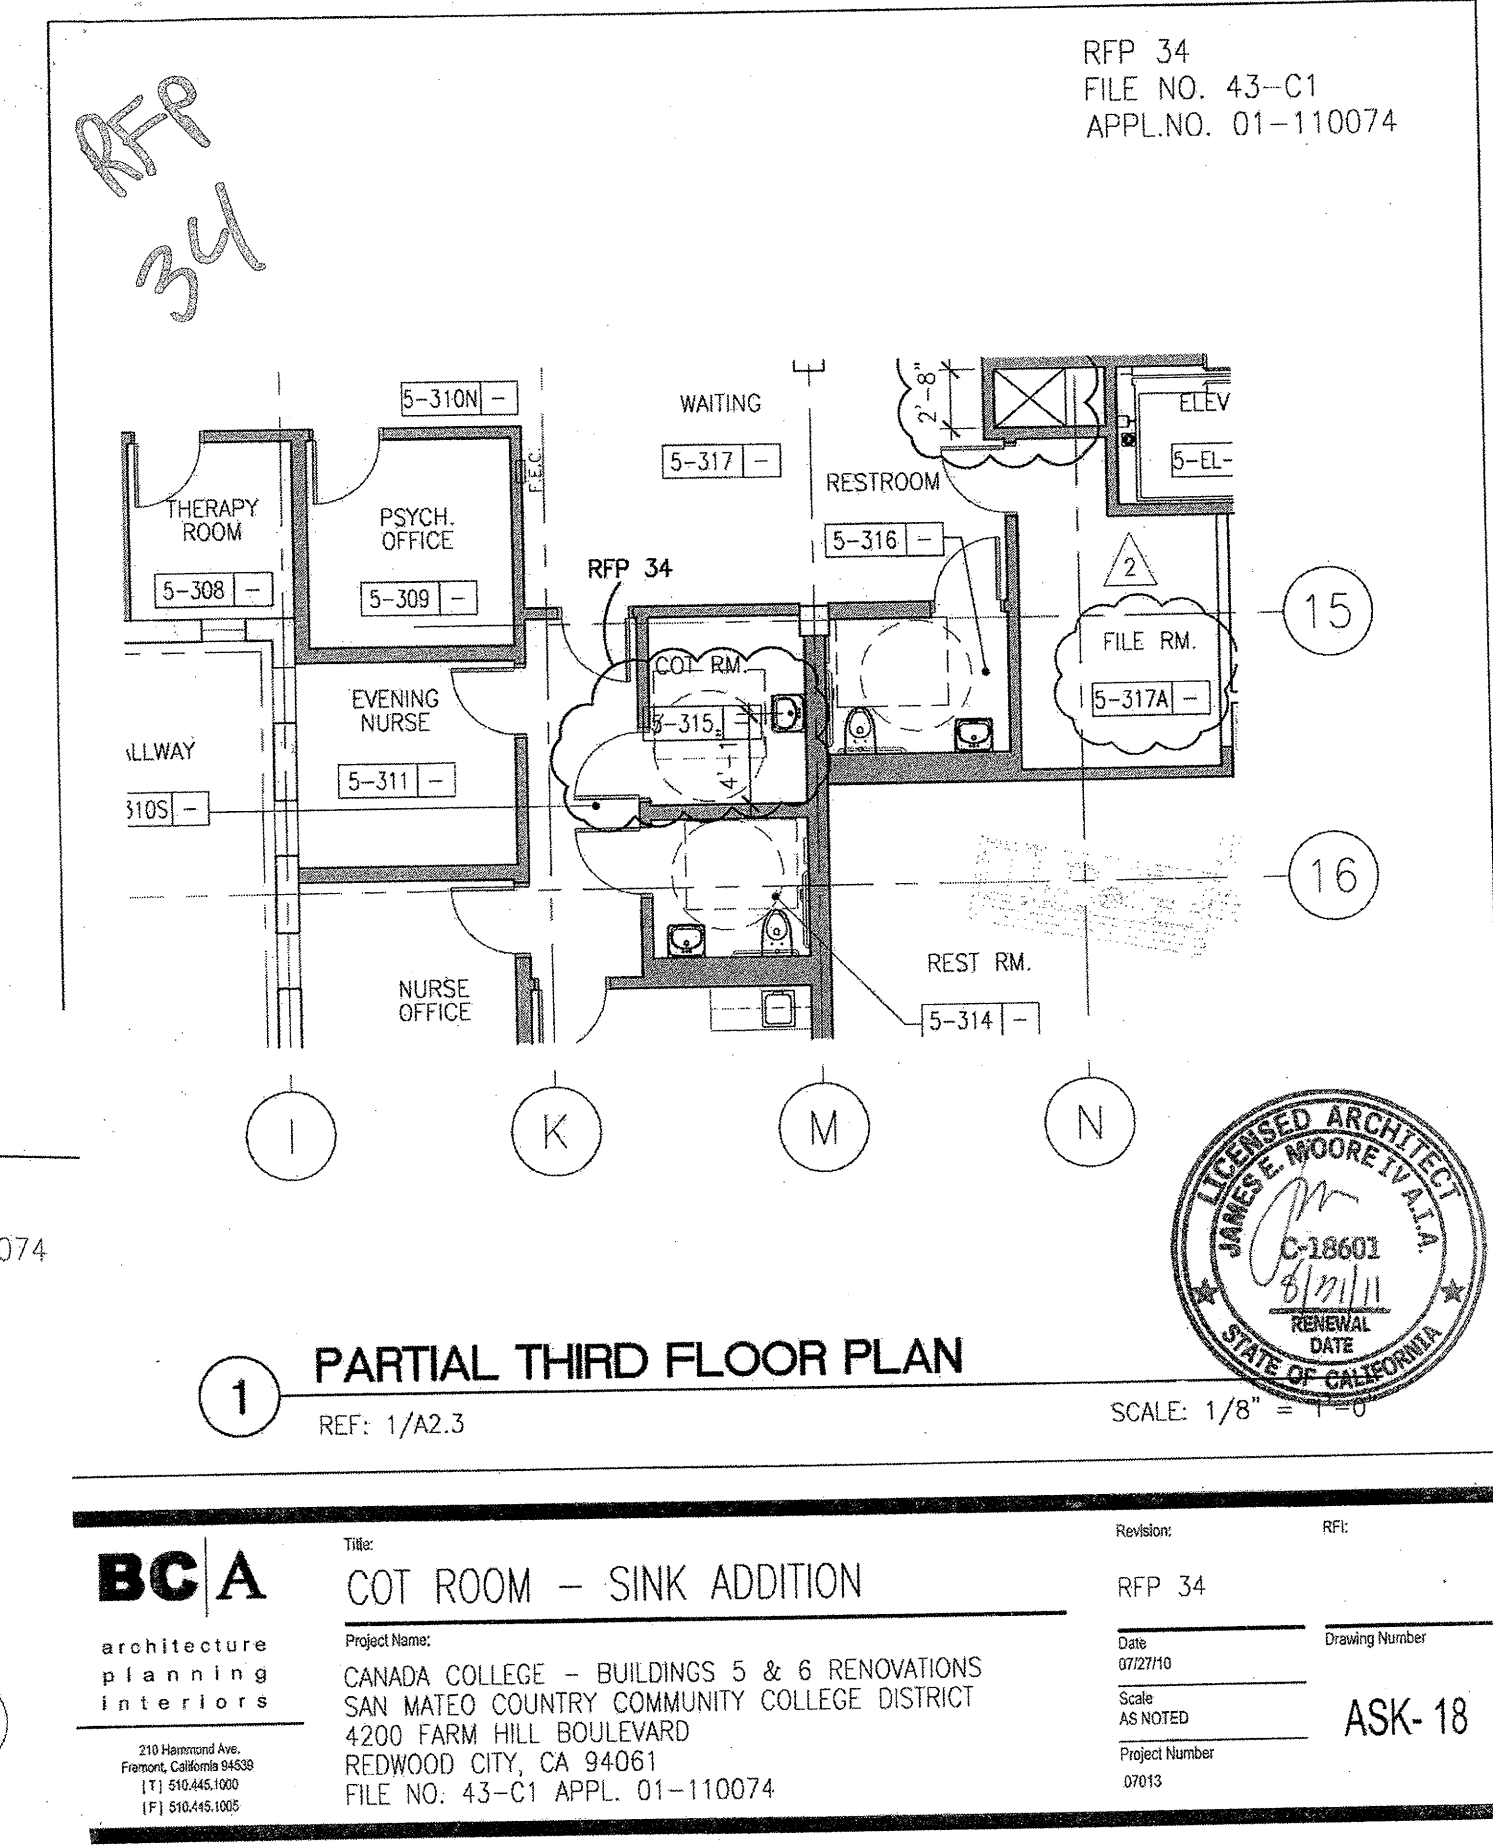 RFP 34
FILE NO. 43-C1
APPL.NO. 01-110074
RFP
34
5-310N -
WAITING
5-317 -
2'-8"
ELEV
5-EL-
F.E.C.
RESTROOM
5-316 -
THERAPY
ROOM
5-308 -
PSYCH.
OFFICE
5-309 -
RFP 34
2
15
FILE RM.
5-317A -
COT RM.
5-315
4'-1
EVENING
NURSE
5-311 -
LLWAY
310S -
16
NURSE
OFFICE
REST RM.
5-314 -
I
K
M
N
074
LICENSED ARCHITECT
JAMES E. MOORE IV A.I.A.
C-18601
RENEWAL
DATE
STATE OF CALIFORNIA
1
PARTIAL THIRD FLOOR PLAN
REF: 1/A2.3
SCALE: 1/8" = 1'-0"
BC|A
architecture
planning
interiors
210 Hammond Ave.
Fremont, California 94539
[T] 510.445.1000
[F] 510.445.1005
Title:
COT ROOM - SINK ADDITION
Project Name:
CANADA COLLEGE - BUILDINGS 5 & 6 RENOVATIONS
SAN MATEO COUNTRY COMMUNITY COLLEGE DISTRICT
4200 FARM HILL BOULEVARD
REDWOOD CITY, CA 94061
FILE NO: 43-C1 APPL. 01-110074
Revision:
RFP 34
RFI:
Date
07/27/10
Scale
AS NOTED
Project Number
07013
Drawing Number
ASK-18